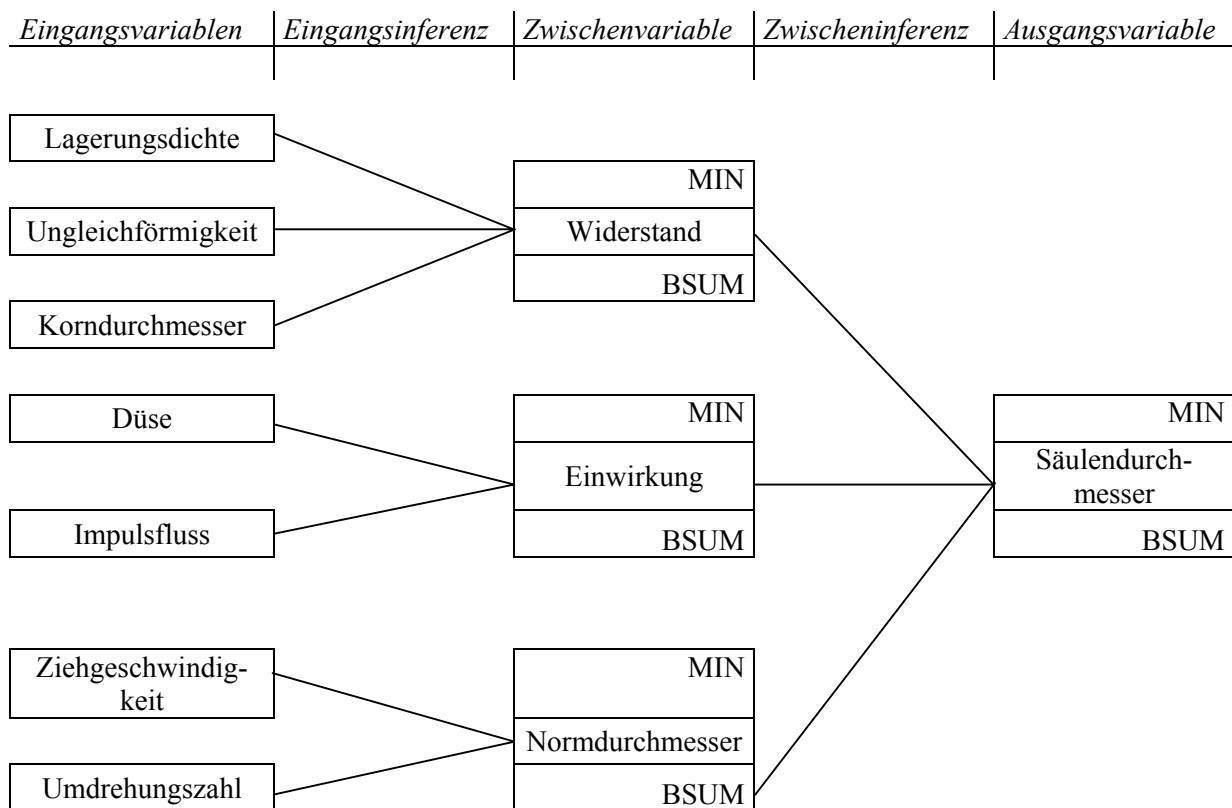 Eingangsvariablen Eingangsinferenz Zwischenvariable Zwischeninferenz Ausgangsvariable
Lagerungsdichte
Ungleichförmigkeit
Korndurchmesser
MIN
Widerstand
BSUM
Düse
Impulsfluss
MIN
Einwirkung
BSUM
MIN
Säulendurch-
messer
BSUM
Ziehgeschwindig-
keit
Umdrehungszahl
MIN
Normdurchmesser
BSUM